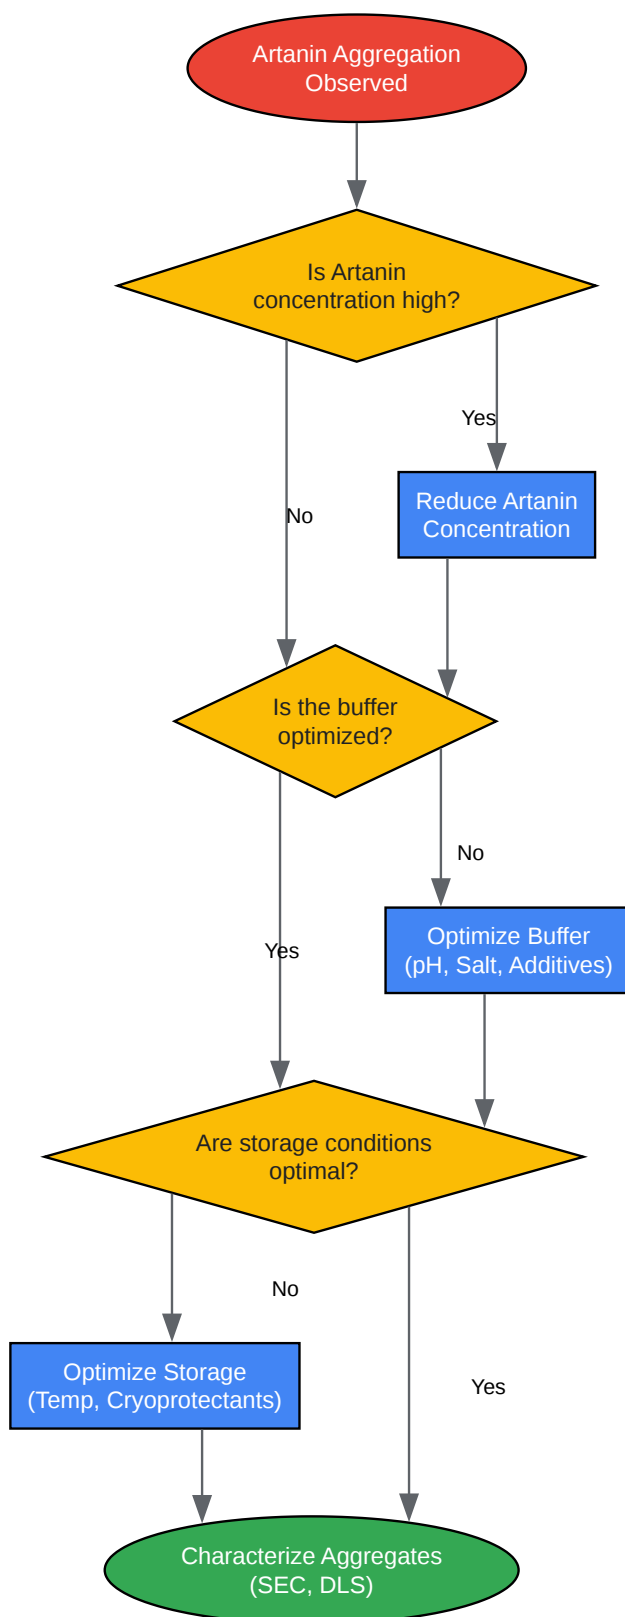 Artanin Aggregation
Observed
Is Artanin
concentration high?
Yes
Reduce Artanin
Concentration
No
Is the buffer
optimized?
No
Optimize Buffer
(pH, Salt, Additives)
Yes
Are storage conditions
optimal?
No
Optimize Storage
(Temp, Cryoprotectants)
Yes
Characterize Aggregates
(SEC, DLS)